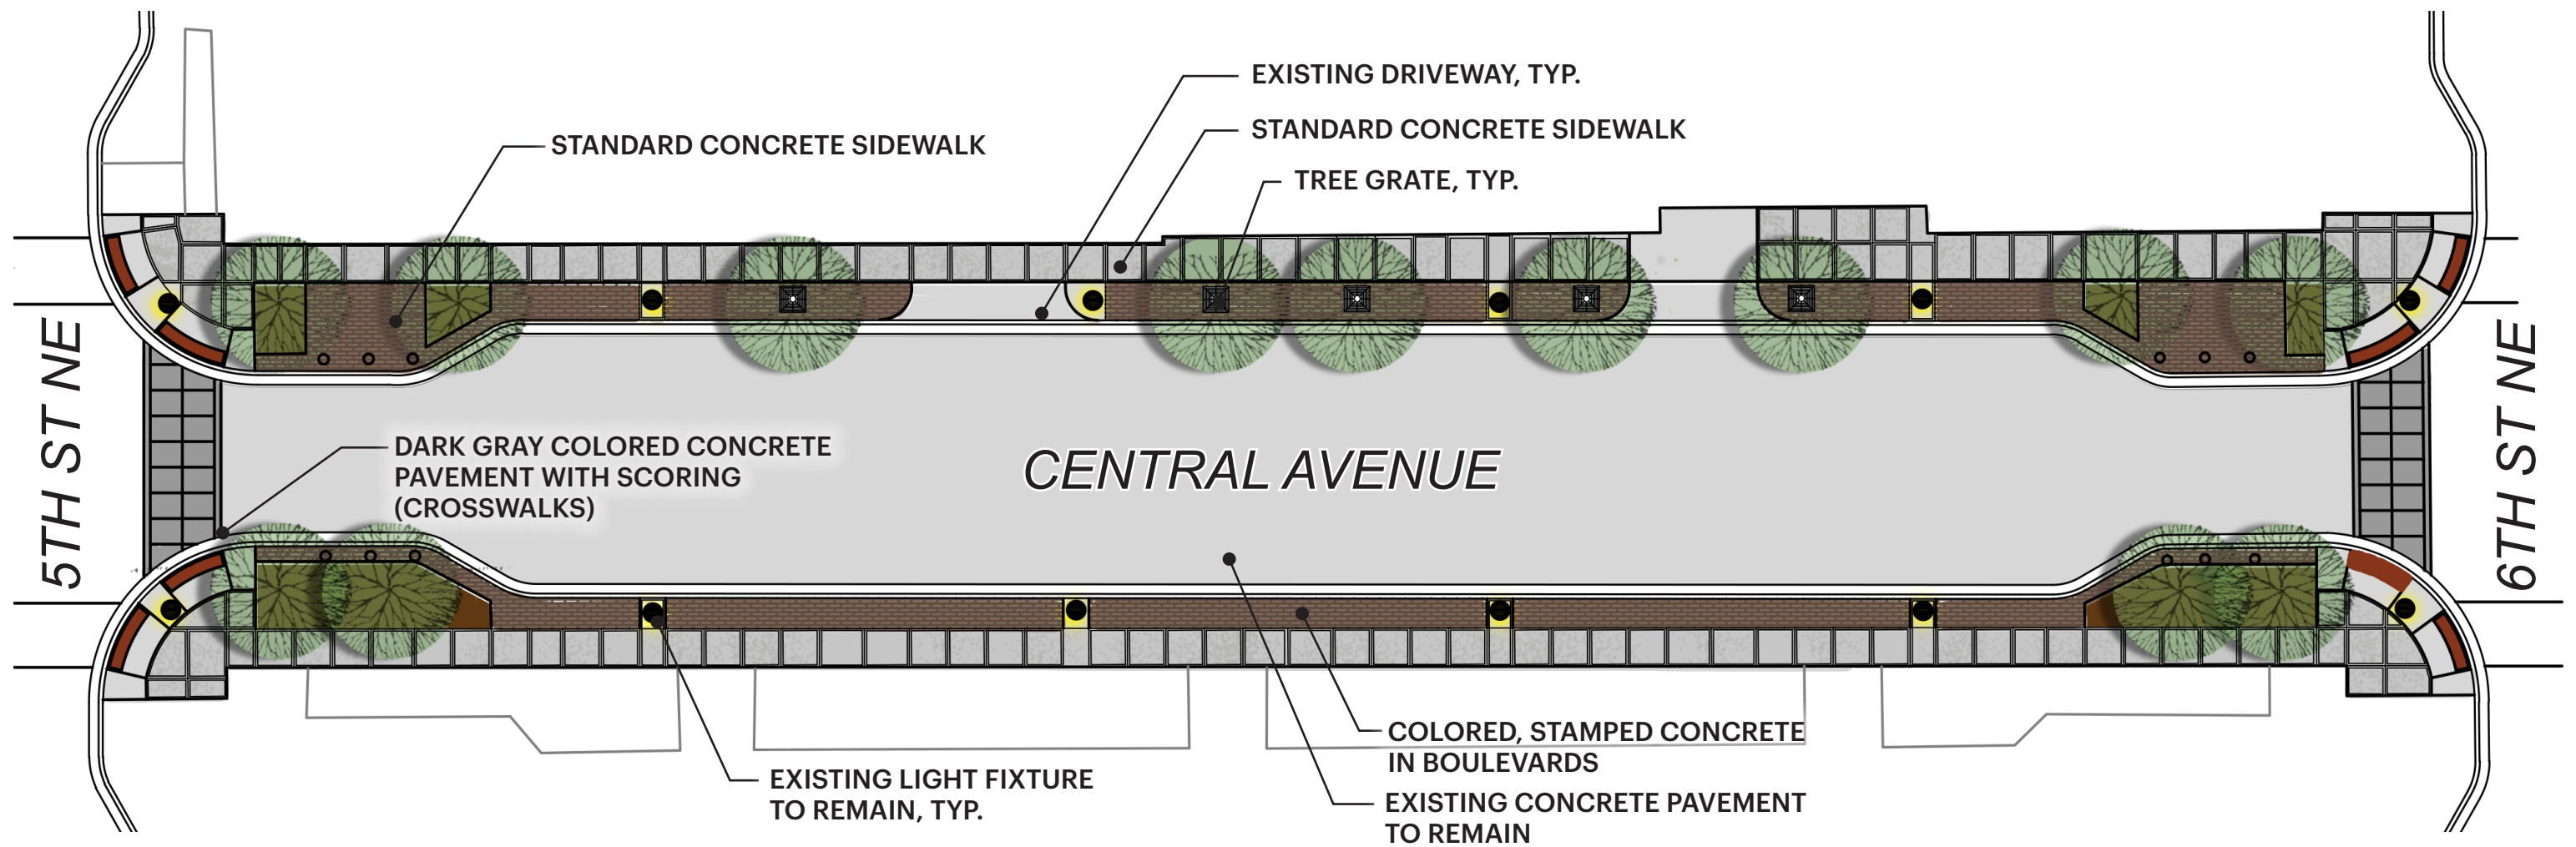 EXISTING DRIVEWAY, TYP.
STANDARD CONCRETE SIDEWALK
STANDARD CONCRETE SIDEWALK
TREE GRATE, TYP.
5TH ST NE
DARK GRAY COLORED CONCRETE
PAVEMENT WITH SCORING
(CROSSWALKS)
CENTRAL AVENUE
6TH ST NE
COLORED, STAMPED CONCRETE
IN BOULEVARDS
EXISTING LIGHT FIXTURE
TO REMAIN, TYP.
EXISTING CONCRETE PAVEMENT
TO REMAIN